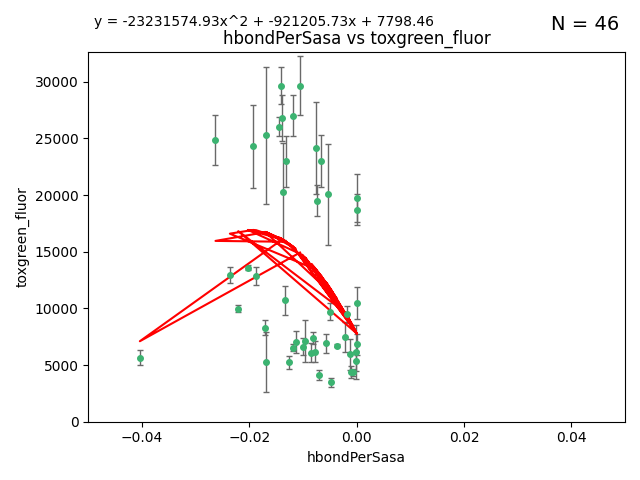 y = -23231574.93x^2 + -921205.73x + 7798.46
N = 46
hbondPerSasa vs toxgreen_fluor
30000
25000
20000
15000
10000
5000
0
toxgreen_fluor
−0.04
−0.02
0.00
0.02
0.04
hbondPerSasa